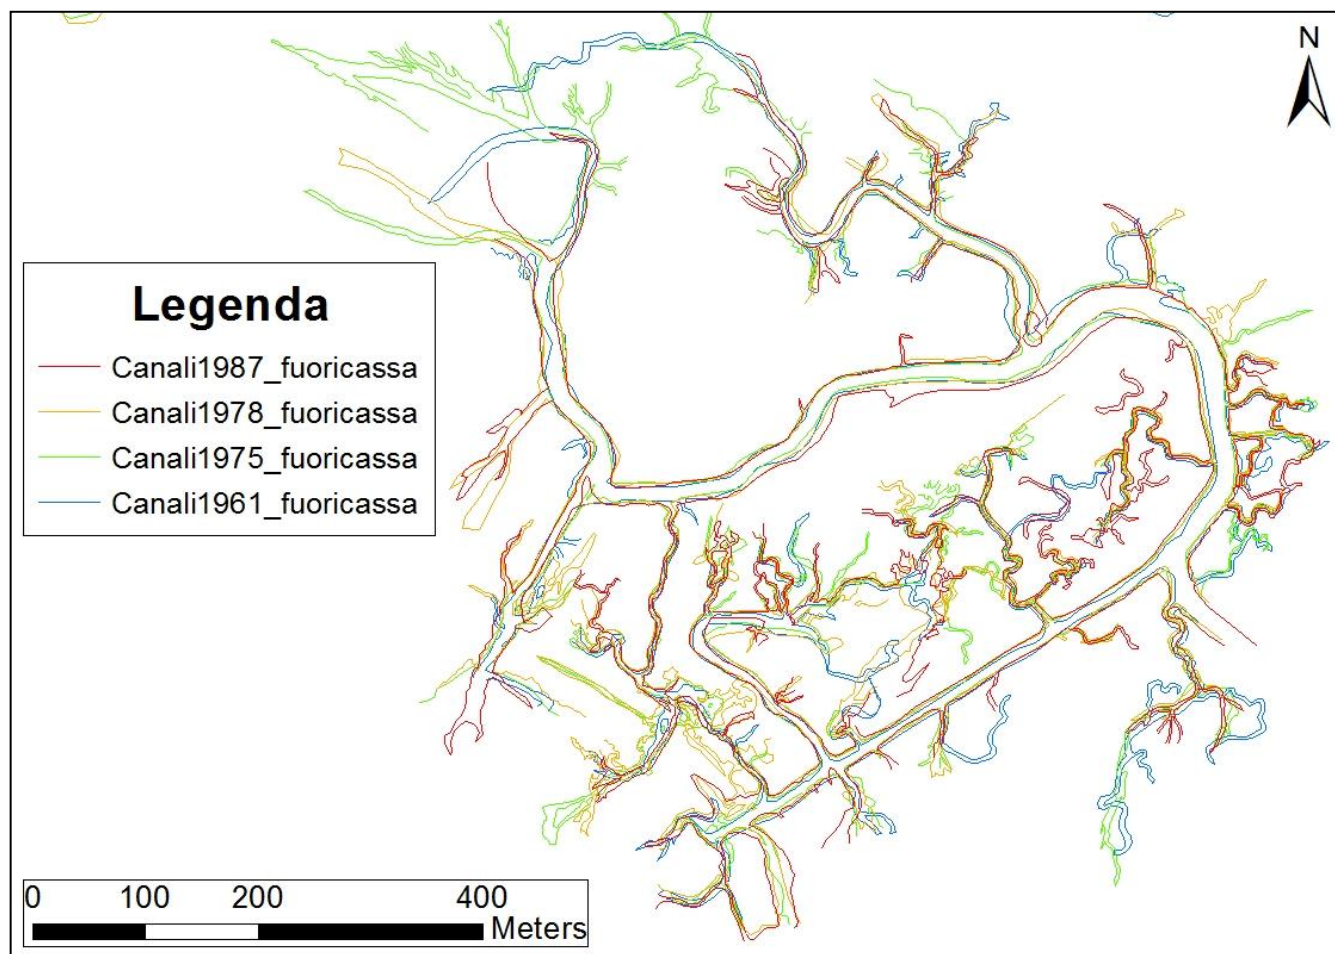 N
Legenda
Canali1987_fuoricassa
Canali1978_fuoricassa
Canali1975_fuoricassa
Canali1961_fuoricassa
0 100 200 400
Meters